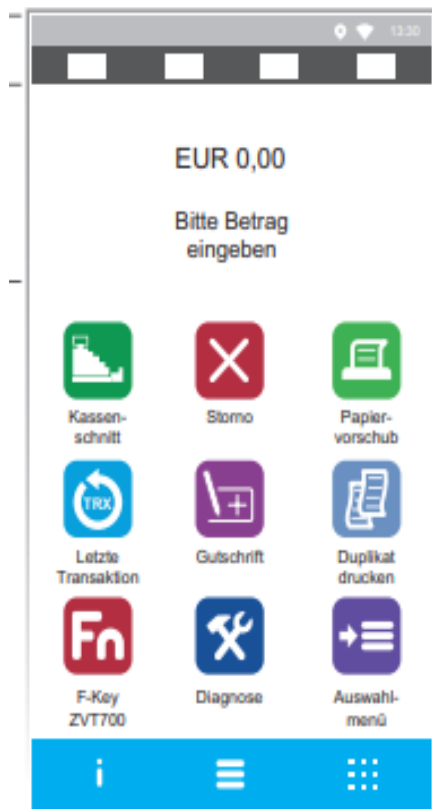 13:30
EUR 0,00
Bitte Betrag
eingeben
Kassen-
schnitt
Storno
Papier-
vorschub
TRX
Letzte
Transaktion
Gutschrift
Duplikat
drucken
Fn
F-Key
ZVT700
Diagnose
Auswahl-
menü
i